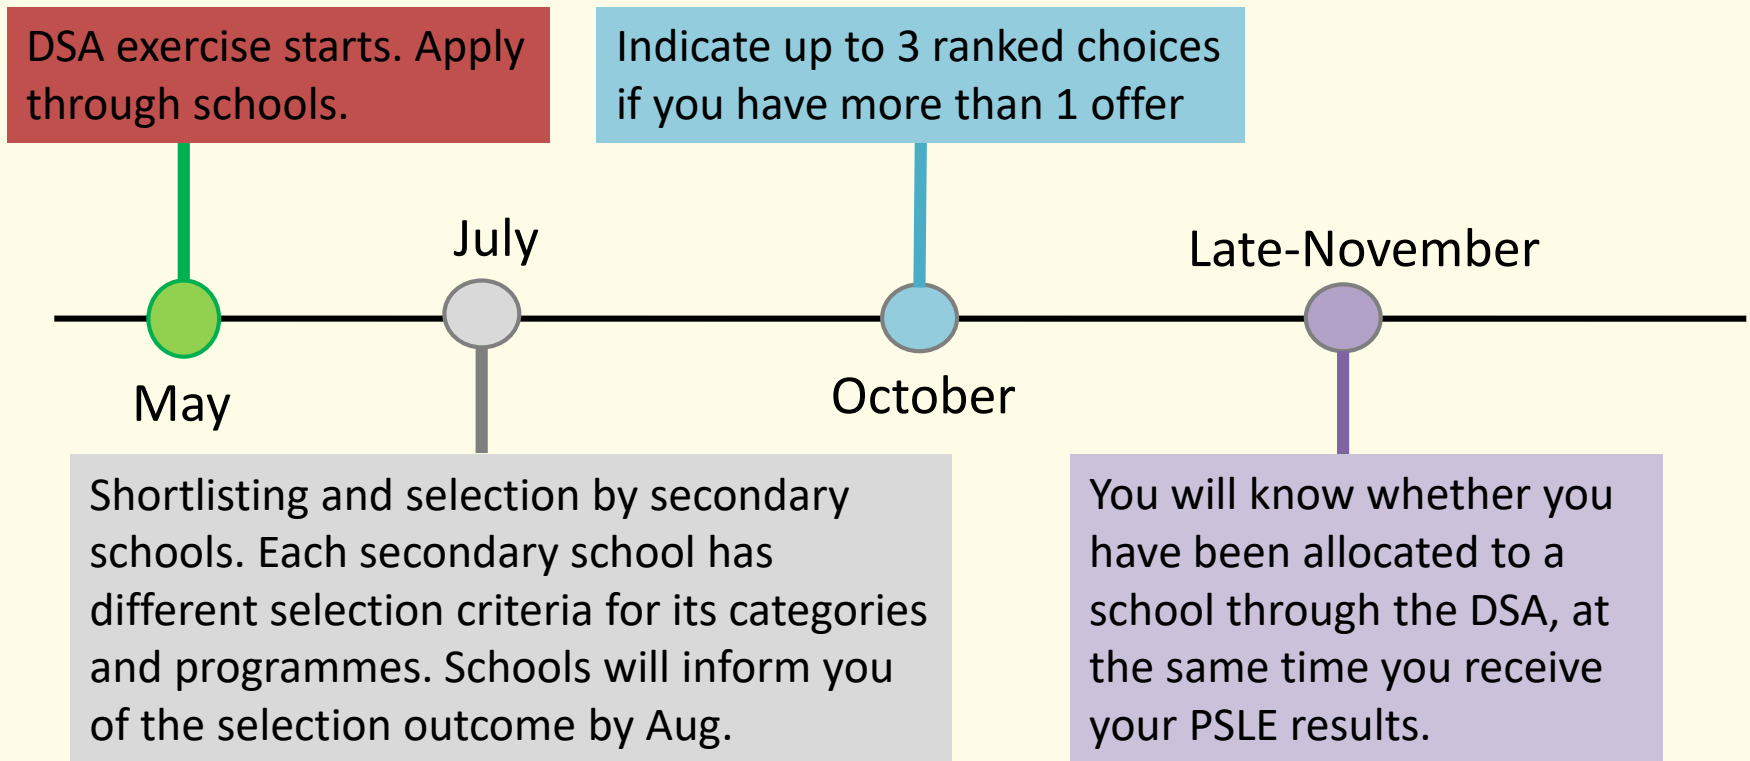 DSA exercise starts. Apply
through schools.
Indicate up to 3 ranked choices
if you have more than 1 offer
July
Late-November
May
October
Shortlisting and selection by secondary
schools. Each secondary school has
different selection criteria for its categories
and programmes. Schools will inform you
of the selection outcome by Aug.
You will know whether you
have been allocated to a
school through the DSA, at
the same time you receive
your PSLE results.